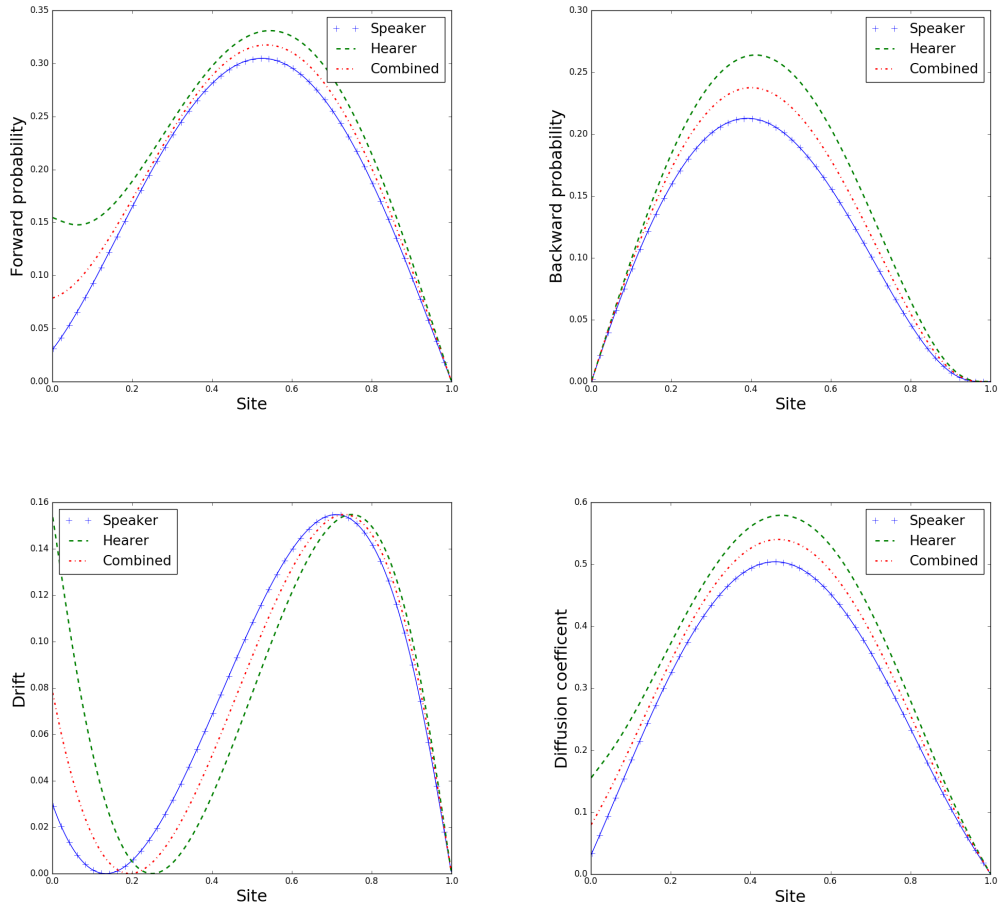 Forward probability
0.35
0.30
0.25
0.20
0.15
0.10
0.05
0.00
0.0 0.2 0.4 0.6 0.8 1.0
Site
Speaker
Hearer
Combined
Backward probability
0.30
0.25
0.20
0.15
0.10
0.05
0.00
0.0 0.2 0.4 0.6 0.8 1.0
Site
Speaker
Hearer
Combined
Drift
0.16
0.14
0.12
0.10
0.08
0.06
0.04
0.02
0.00
0.0 0.2 0.4 0.6 0.8 1.0
Site
Speaker
Hearer
Combined
Diffusion coefficent
0.6
0.5
0.4
0.3
0.2
0.1
0.0
0.0 0.2 0.4 0.6 0.8 1.0
Site
Speaker
Hearer
Combined